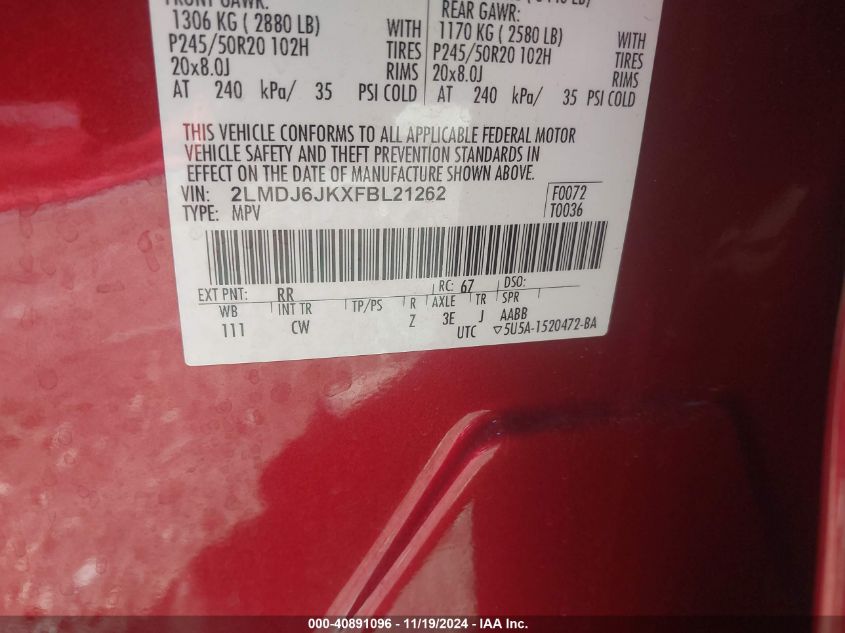 FRONT GAWR:
1306 KG ( 2880 LB) WITH
P245/50R20 102H TIRES
20x8.0J RIMS
AT 240 kPa/ 35 PSI COLD
REAR GAWR:
1170 KG ( 2580 LB) WITH
P245/50R20 102H TIRES
20x8.0J RIMS
AT 240 kPa/ 35 PSI COLD
THIS VEHICLE CONFORMS TO ALL APPLICABLE FEDERAL MOTOR
VEHICLE SAFETY AND THEFT PREVENTION STANDARDS IN
EFFECT ON THE DATE OF MANUFACTURE SHOWN ABOVE.
VIN: 2LMDJ6JKXFBL21262 F0072
TYPE: MPV T0036
EXT PNT: RR RC: 67 DSO:
WB INT TR TP/PS R AXLE TR SPR
111 CW Z 3E J AABB
UTC ▽5U5A-1520472-BA
000-40891096 - 11/19/2024 - IAA Inc.